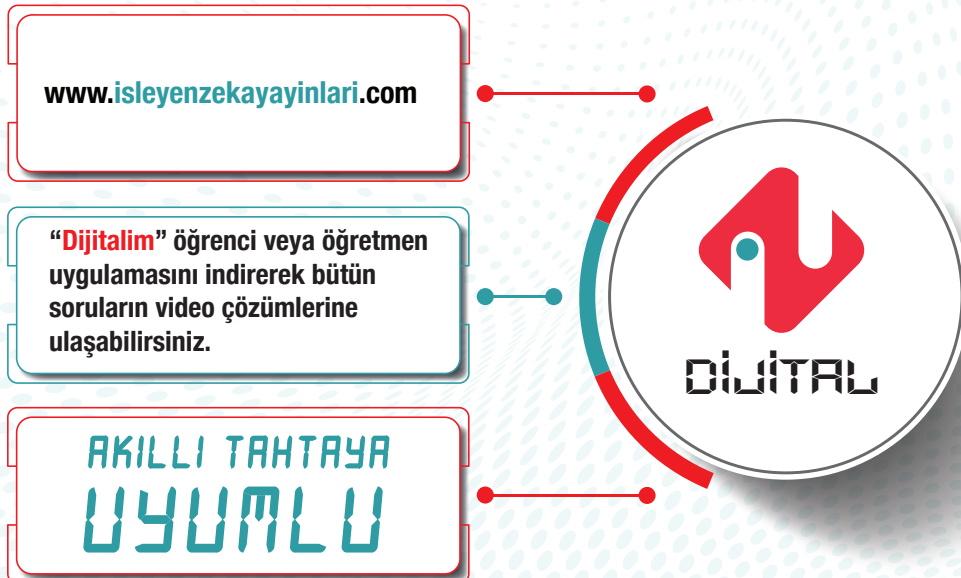 www.isleyenzekayayinlari.com
“Dijitalim” öğrenci veya öğretmen
uygulamasını indirerek bütün
soruların video çözümlerine
ulaşabilirsiniz.
AKILLI TAHTAYA
UYUMLU
DİJİTAL